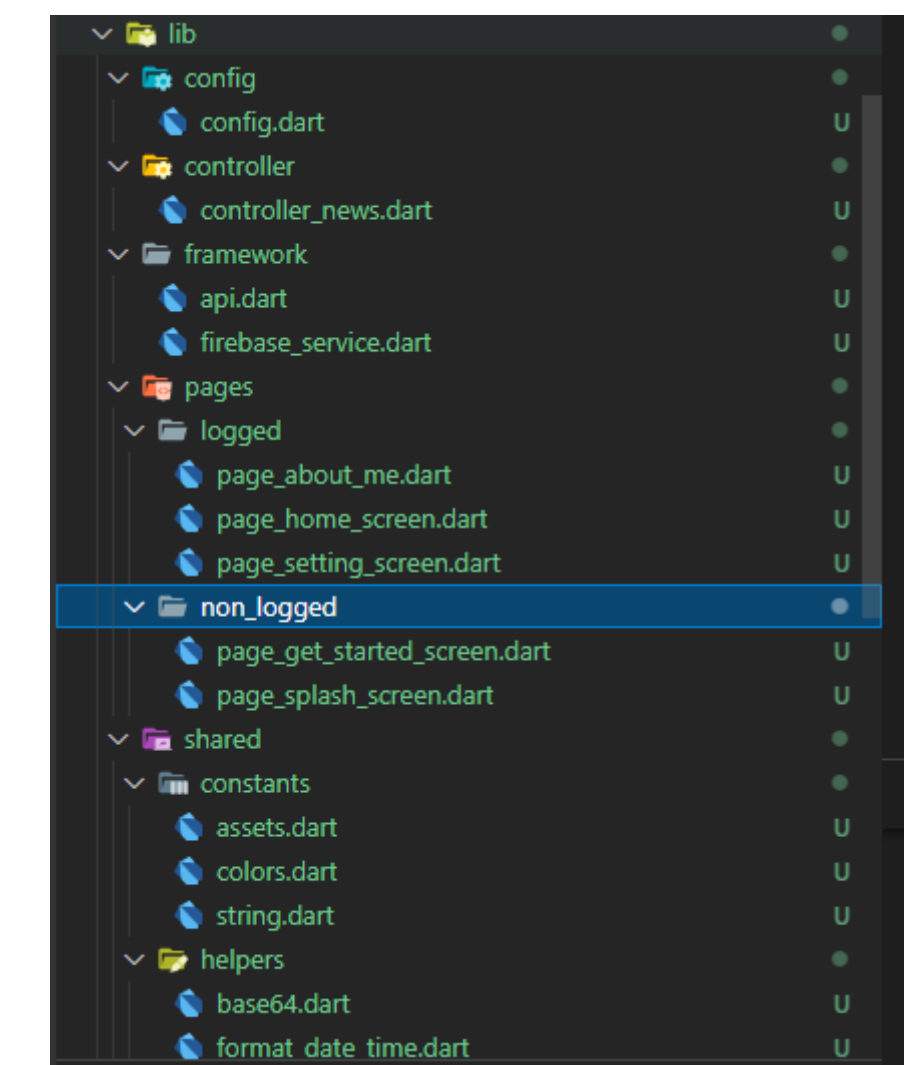 lib
config
config.dart U
controller
controller_news.dart U
framework
api.dart U
firebase_service.dart U
pages
logged
page_about_me.dart U
page_home_screen.dart U
page_setting_screen.dart U
non_logged
page_get_started_screen.dart U
page_splash_screen.dart U
shared
constants
assets.dart U
colors.dart U
string.dart U
helpers
base64.dart U
format_date_time.dart U